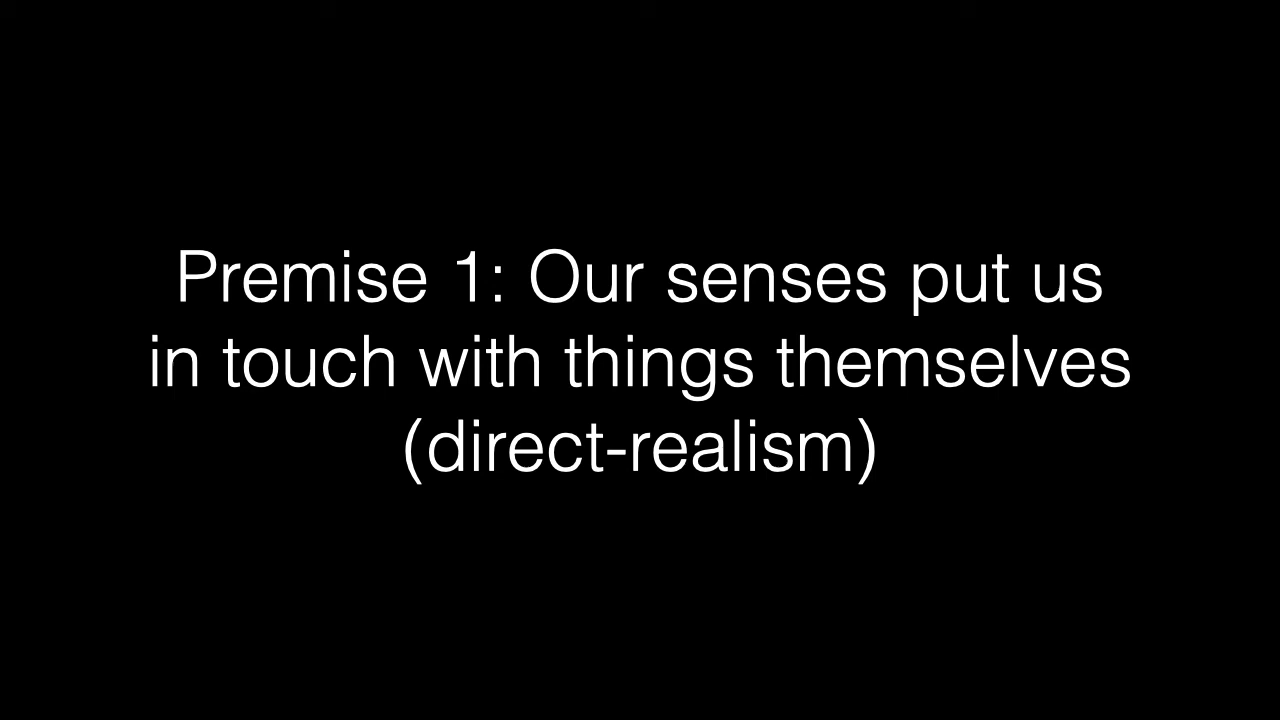 Premise 1: Our senses put us
in touch with things themselves
(direct-realism)